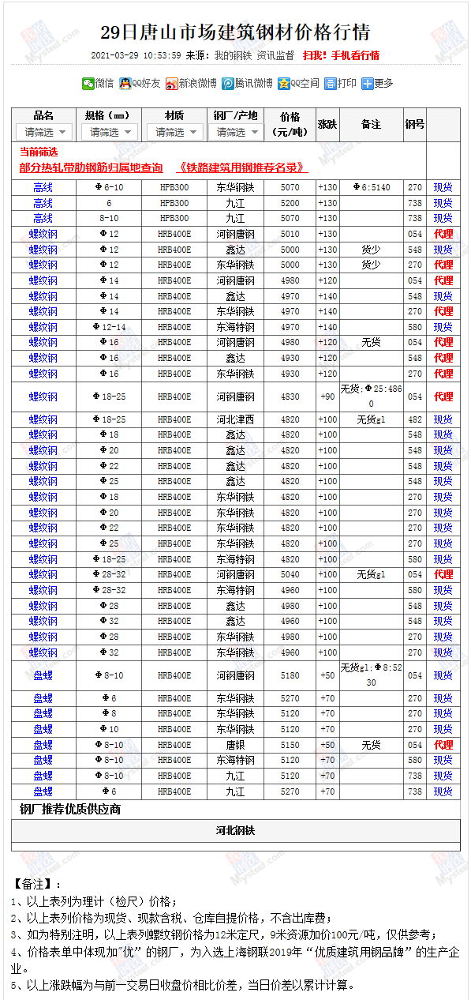 29日唐山市场建筑钢材价格行情
2021-03-29 10:53:59 来源：我的钢铁 资讯监督 扫我！手机看行情
微信 QQ好友 新浪微博 腾讯微博 QQ空间 打印 更多
品名 规格（㎜） 材质 钢厂/产地 价格（元/吨） 涨跌 备注 钢号
请筛选 请筛选 请筛选 请筛选
当前筛选
部分热轧带肋钢筋归属地查询 《铁路建筑用钢推荐名录》
高线 Φ6-10 HPB300 东华钢铁 5070 +130 Φ6:5140 270 现货
高线 6 HPB300 九江 5200 +130 738 现货
高线 8-10 HPB300 九江 5070 +130 738 现货
螺纹钢 Φ12 HRB400E 河钢唐钢 5010 +130 054 代理
螺纹钢 Φ12 HRB400E 鑫达 5000 +130 货少 548 现货
螺纹钢 Φ12 HRB400E 东华钢铁 5000 +130 货少 270 代理
螺纹钢 Φ14 HRB400E 河钢唐钢 4980 +120 054 代理
螺纹钢 Φ14 HRB400E 鑫达 4970 +140 548 现货
螺纹钢 Φ14 HRB400E 东华钢铁 4970 +140 270 代理
螺纹钢 Φ12-14 HRB400E 东海特钢 4970 +140 580 现货
螺纹钢 Φ16 HRB400E 河钢唐钢 4980 +120 无货 054 代理
螺纹钢 Φ16 HRB400E 鑫达 4930 +120 548 代理
螺纹钢 Φ16 HRB400E 东华钢铁 4930 +120 270 代理
螺纹钢 Φ18-25 HRB400E 河钢唐钢 4830 +90 无货;Φ25:4860 054 代理
螺纹钢 Φ18-25 HRB400E 河北津西 4820 +100 无货gl 482 现货
螺纹钢 Φ18 HRB400E 鑫达 4820 +100 548 现货
螺纹钢 Φ20 HRB400E 鑫达 4820 +100 548 现货
螺纹钢 Φ22 HRB400E 鑫达 4820 +100 548 现货
螺纹钢 Φ25 HRB400E 鑫达 4820 +100 548 现货
螺纹钢 Φ18 HRB400E 东华钢铁 4820 +100 270 现货
螺纹钢 Φ20 HRB400E 东华钢铁 4820 +100 270 现货
螺纹钢 Φ22 HRB400E 东华钢铁 4820 +100 270 现货
螺纹钢 Φ25 HRB400E 东华钢铁 4820 +100 270 现货
螺纹钢 Φ18-25 HRB400E 东海特钢 4820 +100 580 现货
螺纹钢 Φ28-32 HRB400E 河钢唐钢 5040 +100 无货gl 054 代理
螺纹钢 Φ28-32 HRB400E 东海特钢 4960 +100 580 现货
螺纹钢 Φ28 HRB400E 鑫达 4980 +100 548 现货
螺纹钢 Φ32 HRB400E 鑫达 4960 +100 548 现货
螺纹钢 Φ28 HRB400E 东华钢铁 4980 +100 270 现货
螺纹钢 Φ32 HRB400E 东华钢铁 4960 +100 270 现货
盘螺 Φ8-10 HRB400E 河钢唐钢 5180 +50 无货gl;Φ8:5230 054 现货
盘螺 Φ6 HRB400E 东华钢铁 5270 +70 270 现货
盘螺 Φ8 HRB400E 东华钢铁 5120 +70 270 现货
盘螺 Φ10 HRB400E 东华钢铁 5120 +70 270 现货
盘螺 Φ8-10 HRB400E 唐银 5150 +50 无货 054 代理
盘螺 Φ8-10 HRB400E 东海特钢 5120 +70 580 现货
盘螺 Φ8-10 HRB400E 九江 5120 +70 738 现货
盘螺 Φ6 HRB400E 九江 5270 +70 738 现货
钢厂推荐优质供应商
河北钢铁
【备注】：
1、以上表列为理计（检尺）价格；
2、以上表列价格为现货、现款含税、仓库自提价格，不含出库费；
3、如为特别注明，以上表列螺纹钢价格为12米定尺，9米资源加价100元/吨，仅供参考；
4、价格表单中体现加"优”的钢厂，为入选上海钢联2019年“优质建筑用钢品牌”的生产企
业。
5、以上涨跌幅为与前一交易日收盘价相比价差，当日价差以累计计算。